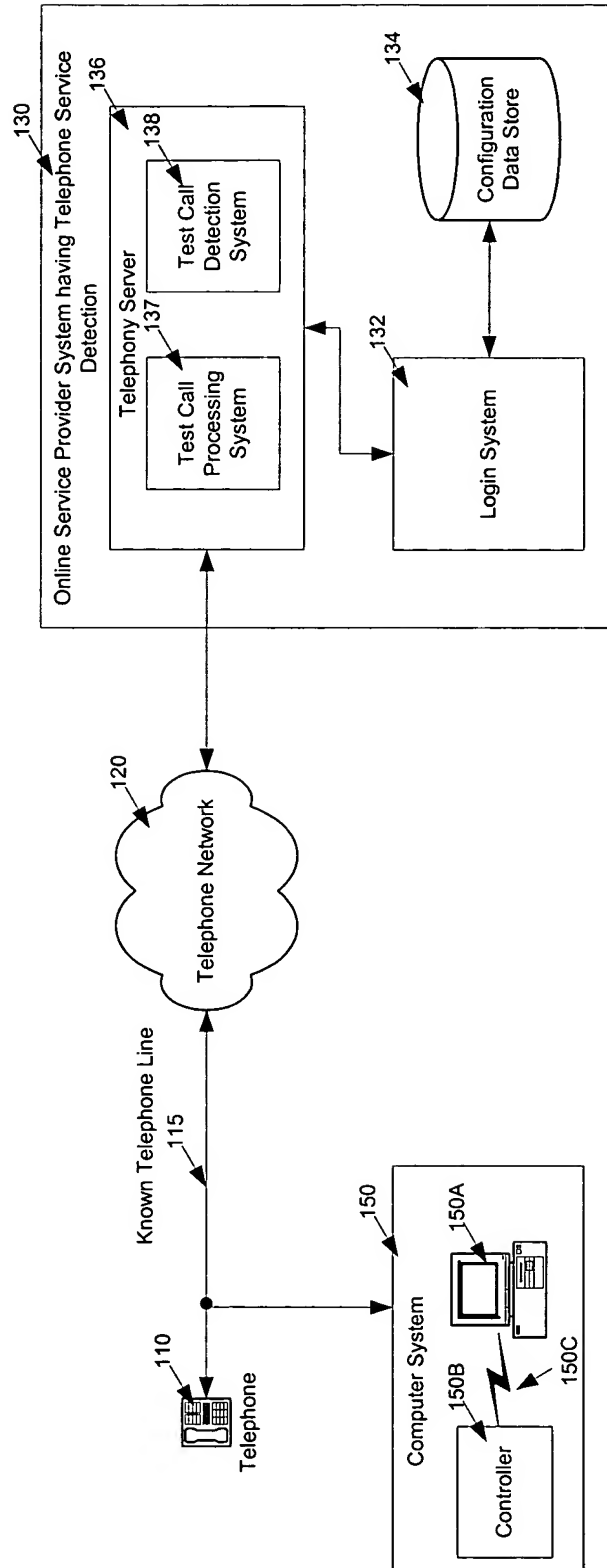 Online Service Provider System having Telephone Service
Detection
130
Telephony Server
136
Test Call
Processing
System
137
Test Call
Detection
System
138
Login System
132
Configuration
Data Store
134
Telephone Network
120
Known Telephone Line
115
Telephone
110
Computer System
150
Controller
150B
150A
150C